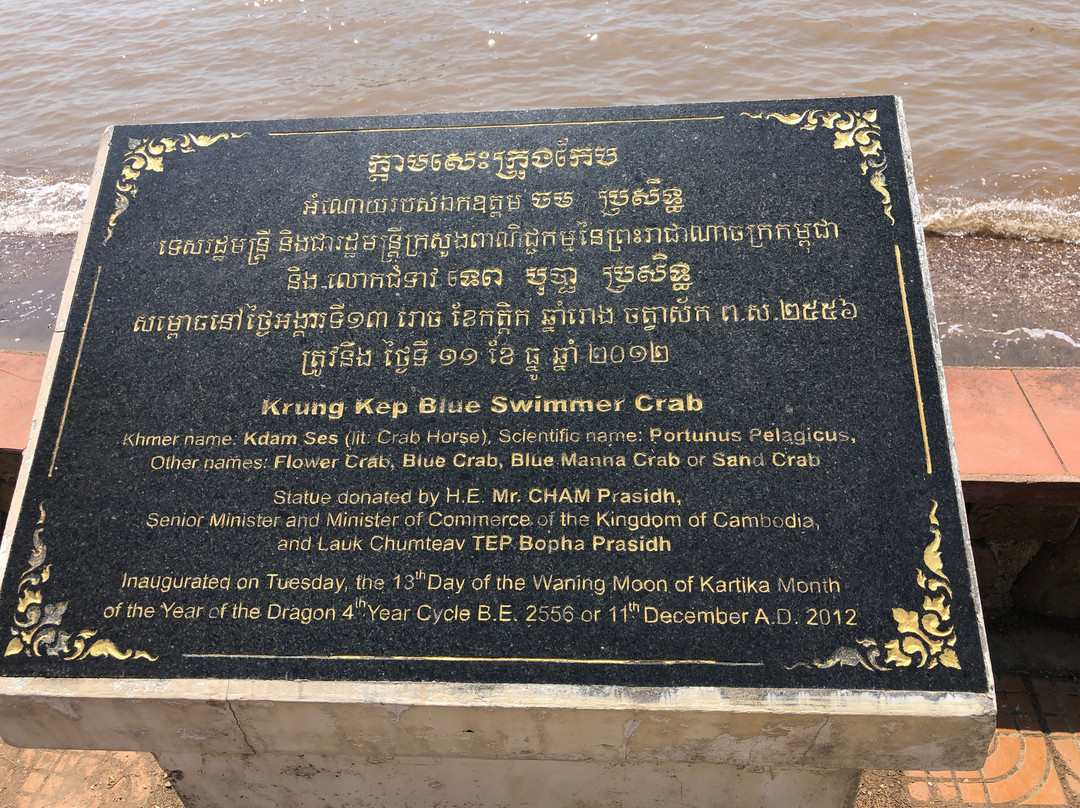 ក្តាមសេះក្រុងកែប
អំណោយរបស់ឯកឧត្តម ចម ប្រសិទ្ធ
ទេសរដ្ឋមន្ត្រី និងជារដ្ឋមន្ត្រីក្រសួងពាណិជ្ជកម្មនៃព្រះរាជាណាចក្រកម្ពុជា
និង លោកជំទាវ ទេព បុប្ផា ប្រសិទ្ធ
សម្ពោធនៅថ្ងៃអង្គារទី១៣ រោច ខែកត្តិក ឆ្នាំរោង ចត្វាស័ក ព.ស.២៥៥៦
ត្រូវនឹង ថ្ងៃទី ១១ ខែ ធ្នូ ឆ្នាំ ២០១២
Krung Kep Blue Swimmer Crab
Khmer name: Kdam Ses (lit: Crab Horse), Scientific name: Portunus Pelagicus,
Other names: Flower Crab, Blue Crab, Blue Manna Crab or Sand Crab
Statue donated by H.E. Mr. CHAM Prasidh,
Senior Minister and Minister of Commerce of the Kingdom of Cambodia,
and Lauk Chumteav TEP Bopha Prasidh
Inaugurated on Tuesday, the 13th Day of the Waning Moon of Kartika Month
of the Year of the Dragon 4th Year Cycle B.E. 2556 or 11th December A.D. 2012